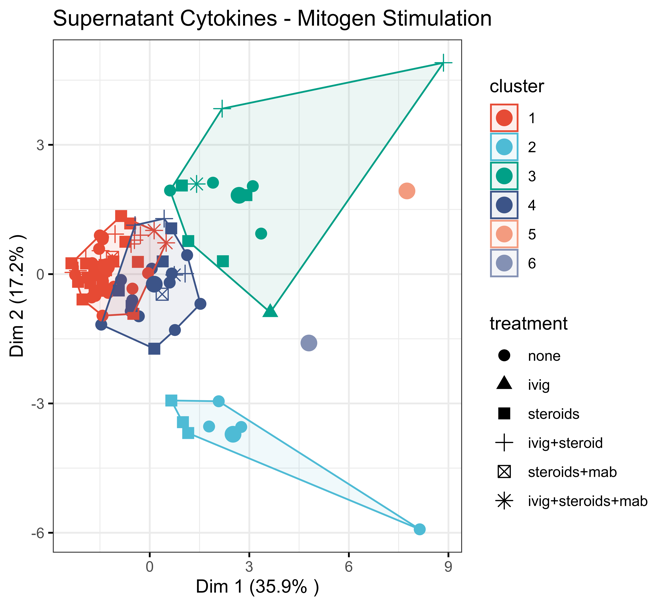 Supernatant Cytokines - Mitogen Stimulation
Dim 2 (17.2% )
3
0
-3
-6
0
3
6
9
Dim 1 (35.9% )
cluster
1
2
3
4
5
6
treatment
none
ivig
steroids
ivig+steroid
steroids+mab
ivig+steroids+mab